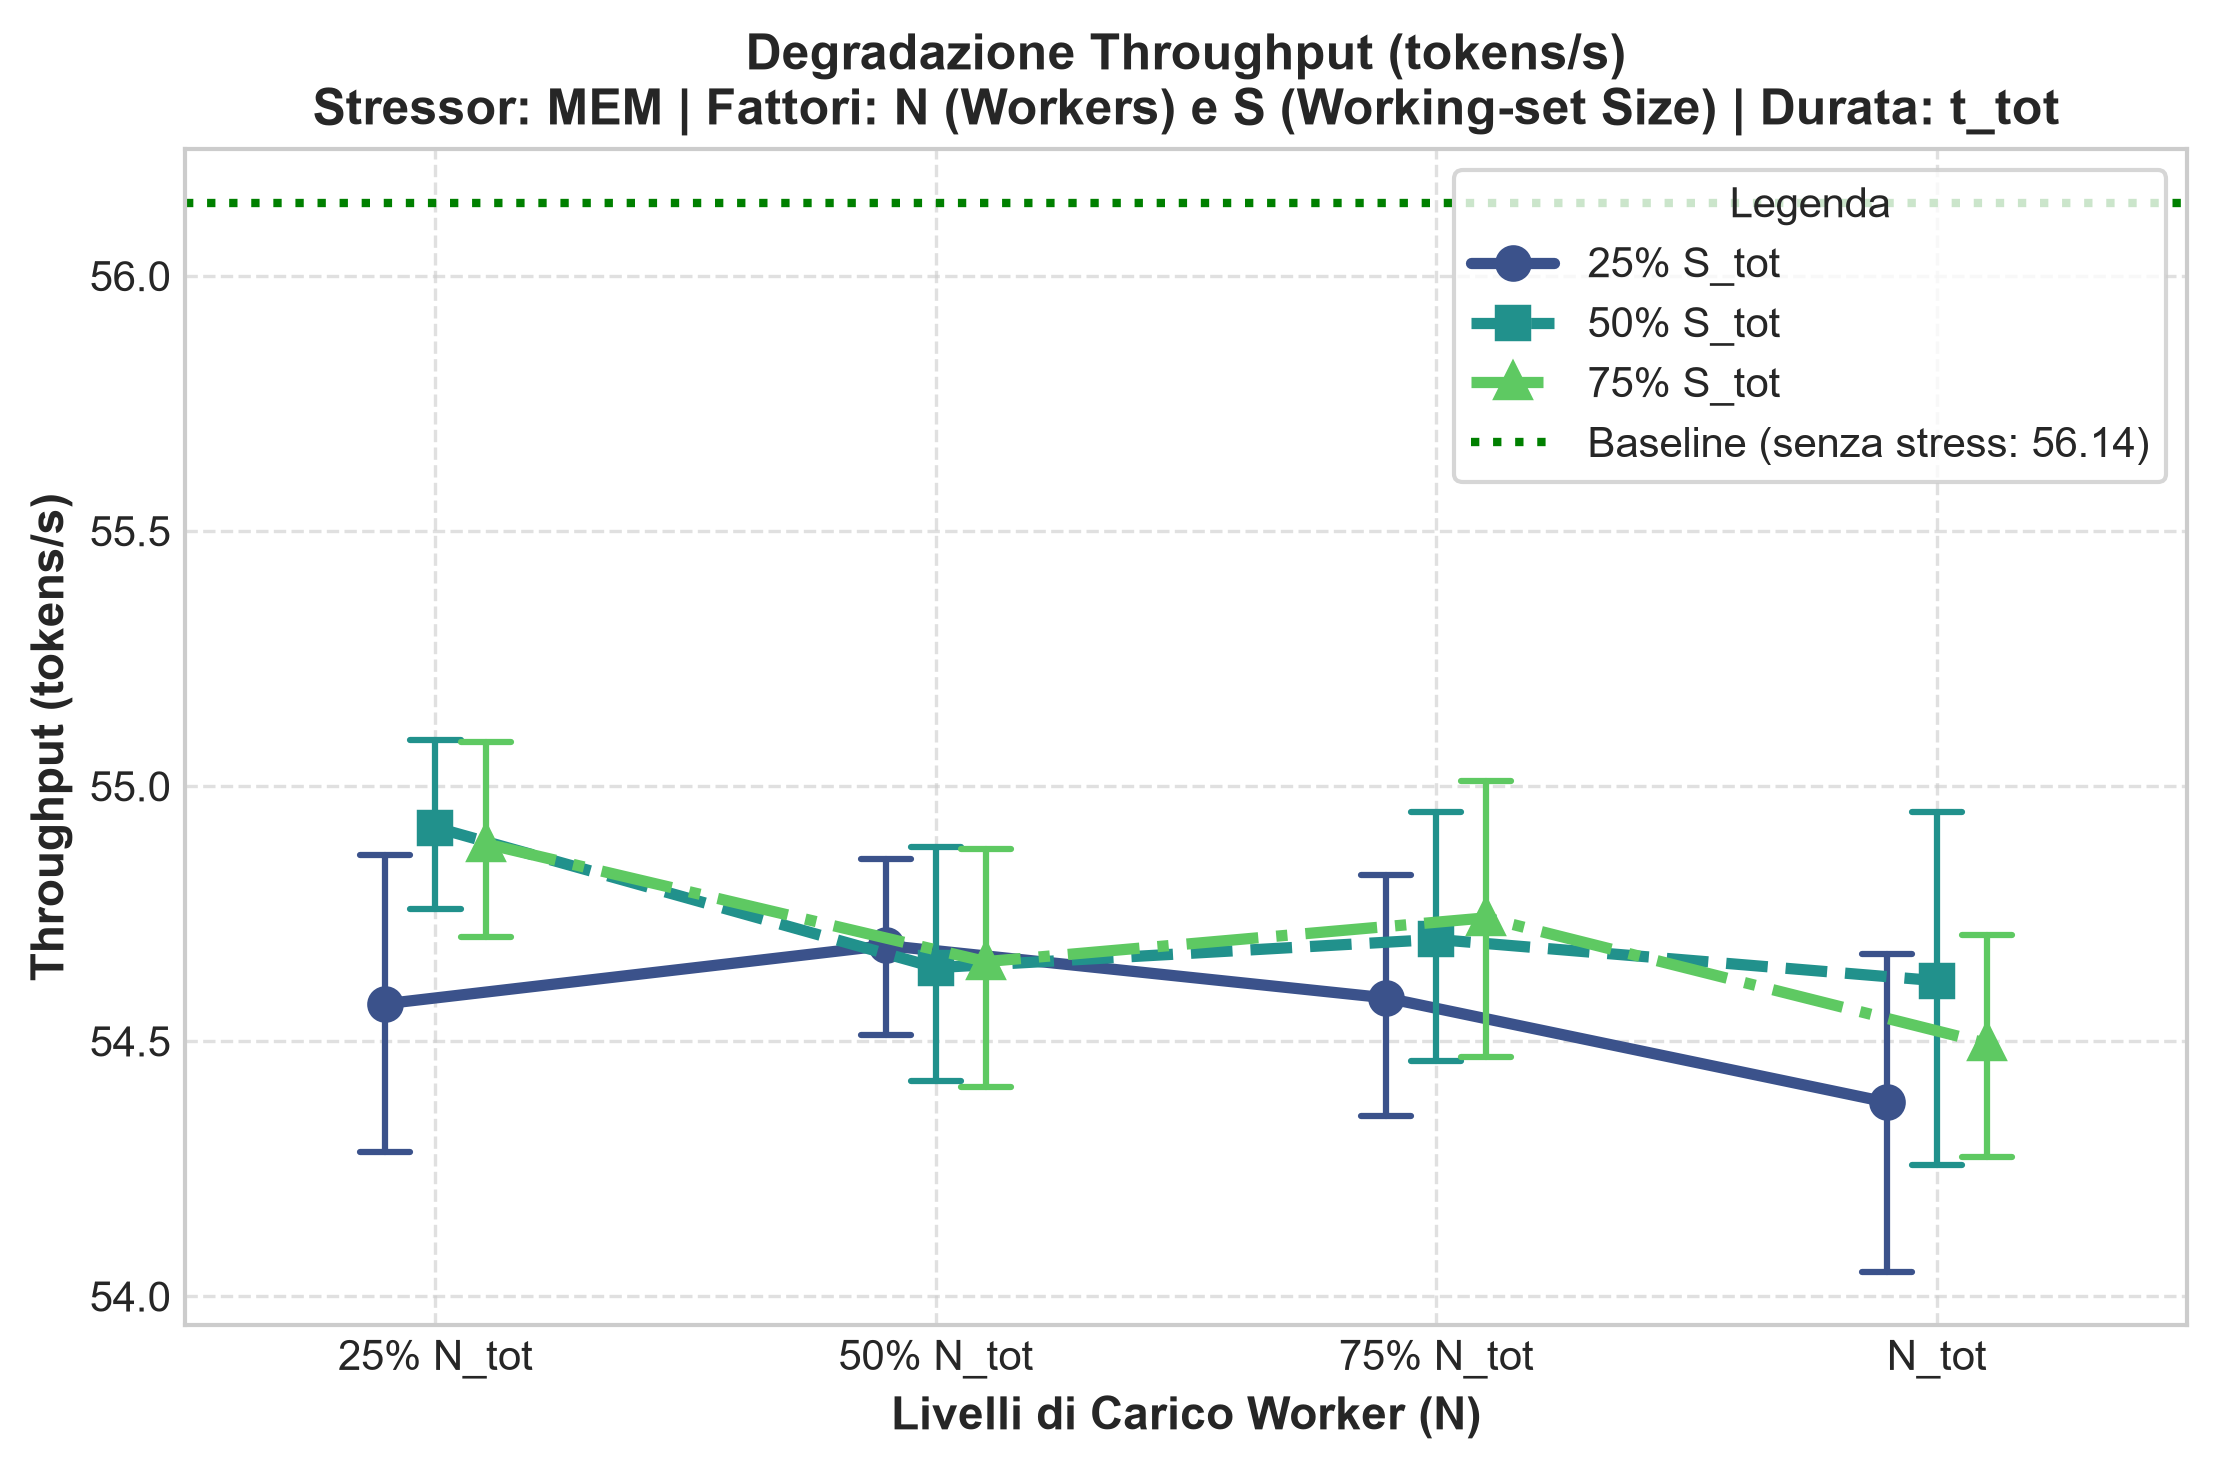 Degradazione Throughput (tokens/s)
Stressor: MEM | Fattori: N (Workers) e S (Working-set Size) | Durata: t_tot
Legenda
25% S_tot
50% S_tot
75% S_tot
Baseline (senza stress: 56.14)
Throughput (tokens/s)
56.0
55.5
55.0
54.5
54.0
25% N_tot
50% N_tot
75% N_tot
N_tot
Livelli di Carico Worker (N)